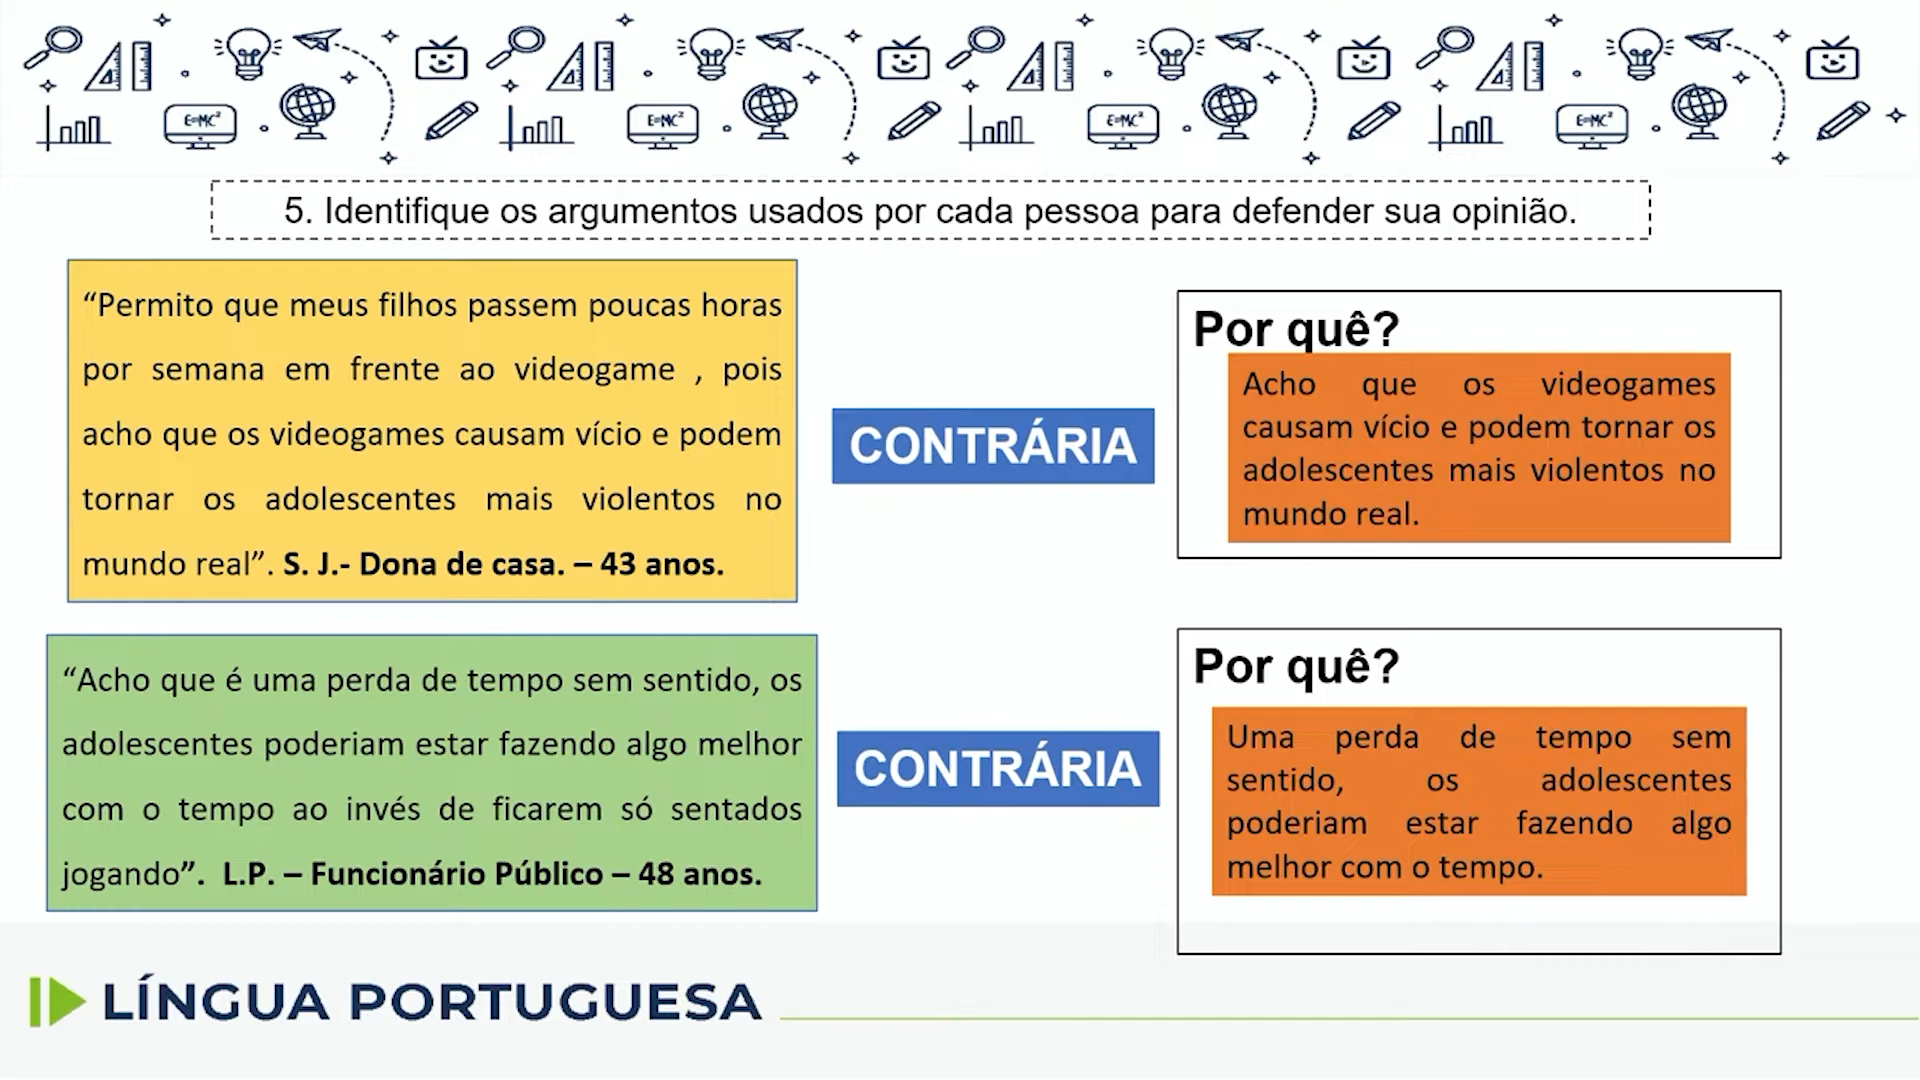 E=MC²
E=MC²
E=MC²
E=MC²
5. Identifique os argumentos usados por cada pessoa para defender sua opinião.
“Permito que meus filhos passem poucas horas
por semana em frente ao videogame , pois
acho que os videogames causam vício e podem
tornar os adolescentes mais violentos no
mundo real”. S. J.- Dona de casa. – 43 anos.
CONTRÁRIA
Por quê?
Acho que os videogames
causam vício e podem tornar os
adolescentes mais violentos no
mundo real.
“Acho que é uma perda de tempo sem sentido, os
adolescentes poderiam estar fazendo algo melhor
com o tempo ao invés de ficarem só sentados
jogando”. L.P. – Funcionário Público – 48 anos.
CONTRÁRIA
Por quê?
Uma perda de tempo sem
sentido, os adolescentes
poderiam estar fazendo algo
melhor com o tempo.
LÍNGUA PORTUGUESA